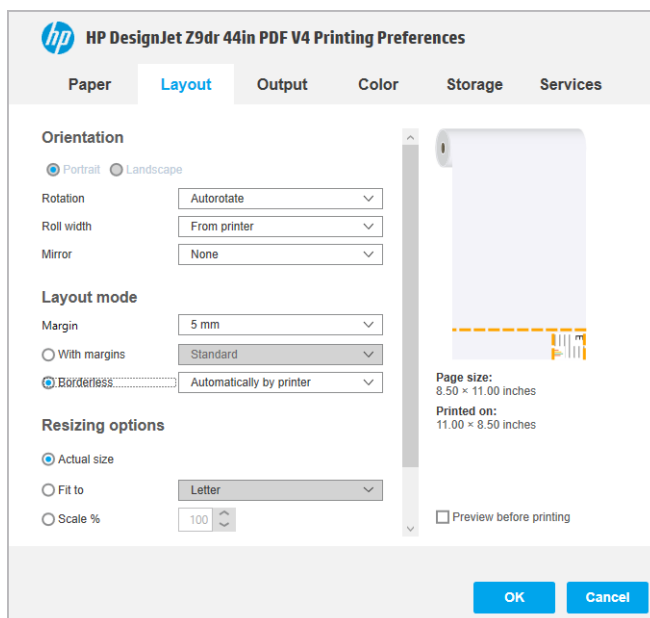 hp HP DesignJet Z9dr 44in PDF V4 Printing Preferences
Paper Layout Output Color Storage Services
Orientation
Portrait Landscape
Rotation Autorotate
Roll width From printer
Mirror None
Layout mode
Margin 5 mm
With margins Standard
Borderless Automatically by printer
Resizing options
Actual size
Fit to Letter
Scale % 100
E
Page size:
8.50 × 11.00 inches
Printed on:
11.00 × 8.50 inches
Preview before printing
OK Cancel